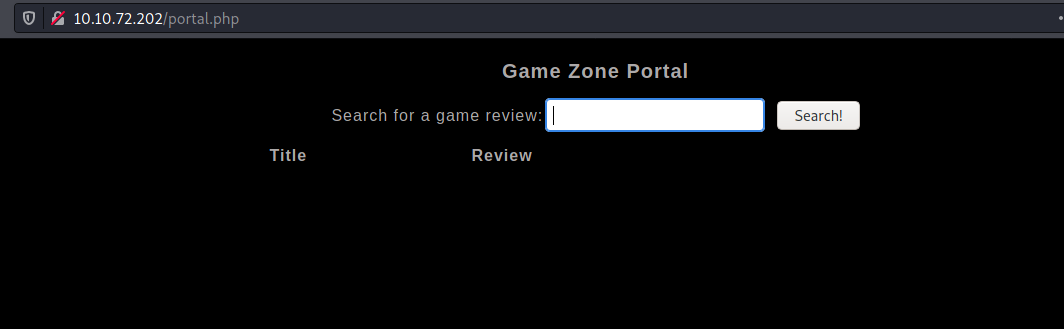 10.10.72.202/portal.php
Game Zone Portal
Search for a game review: Search!
Title Review